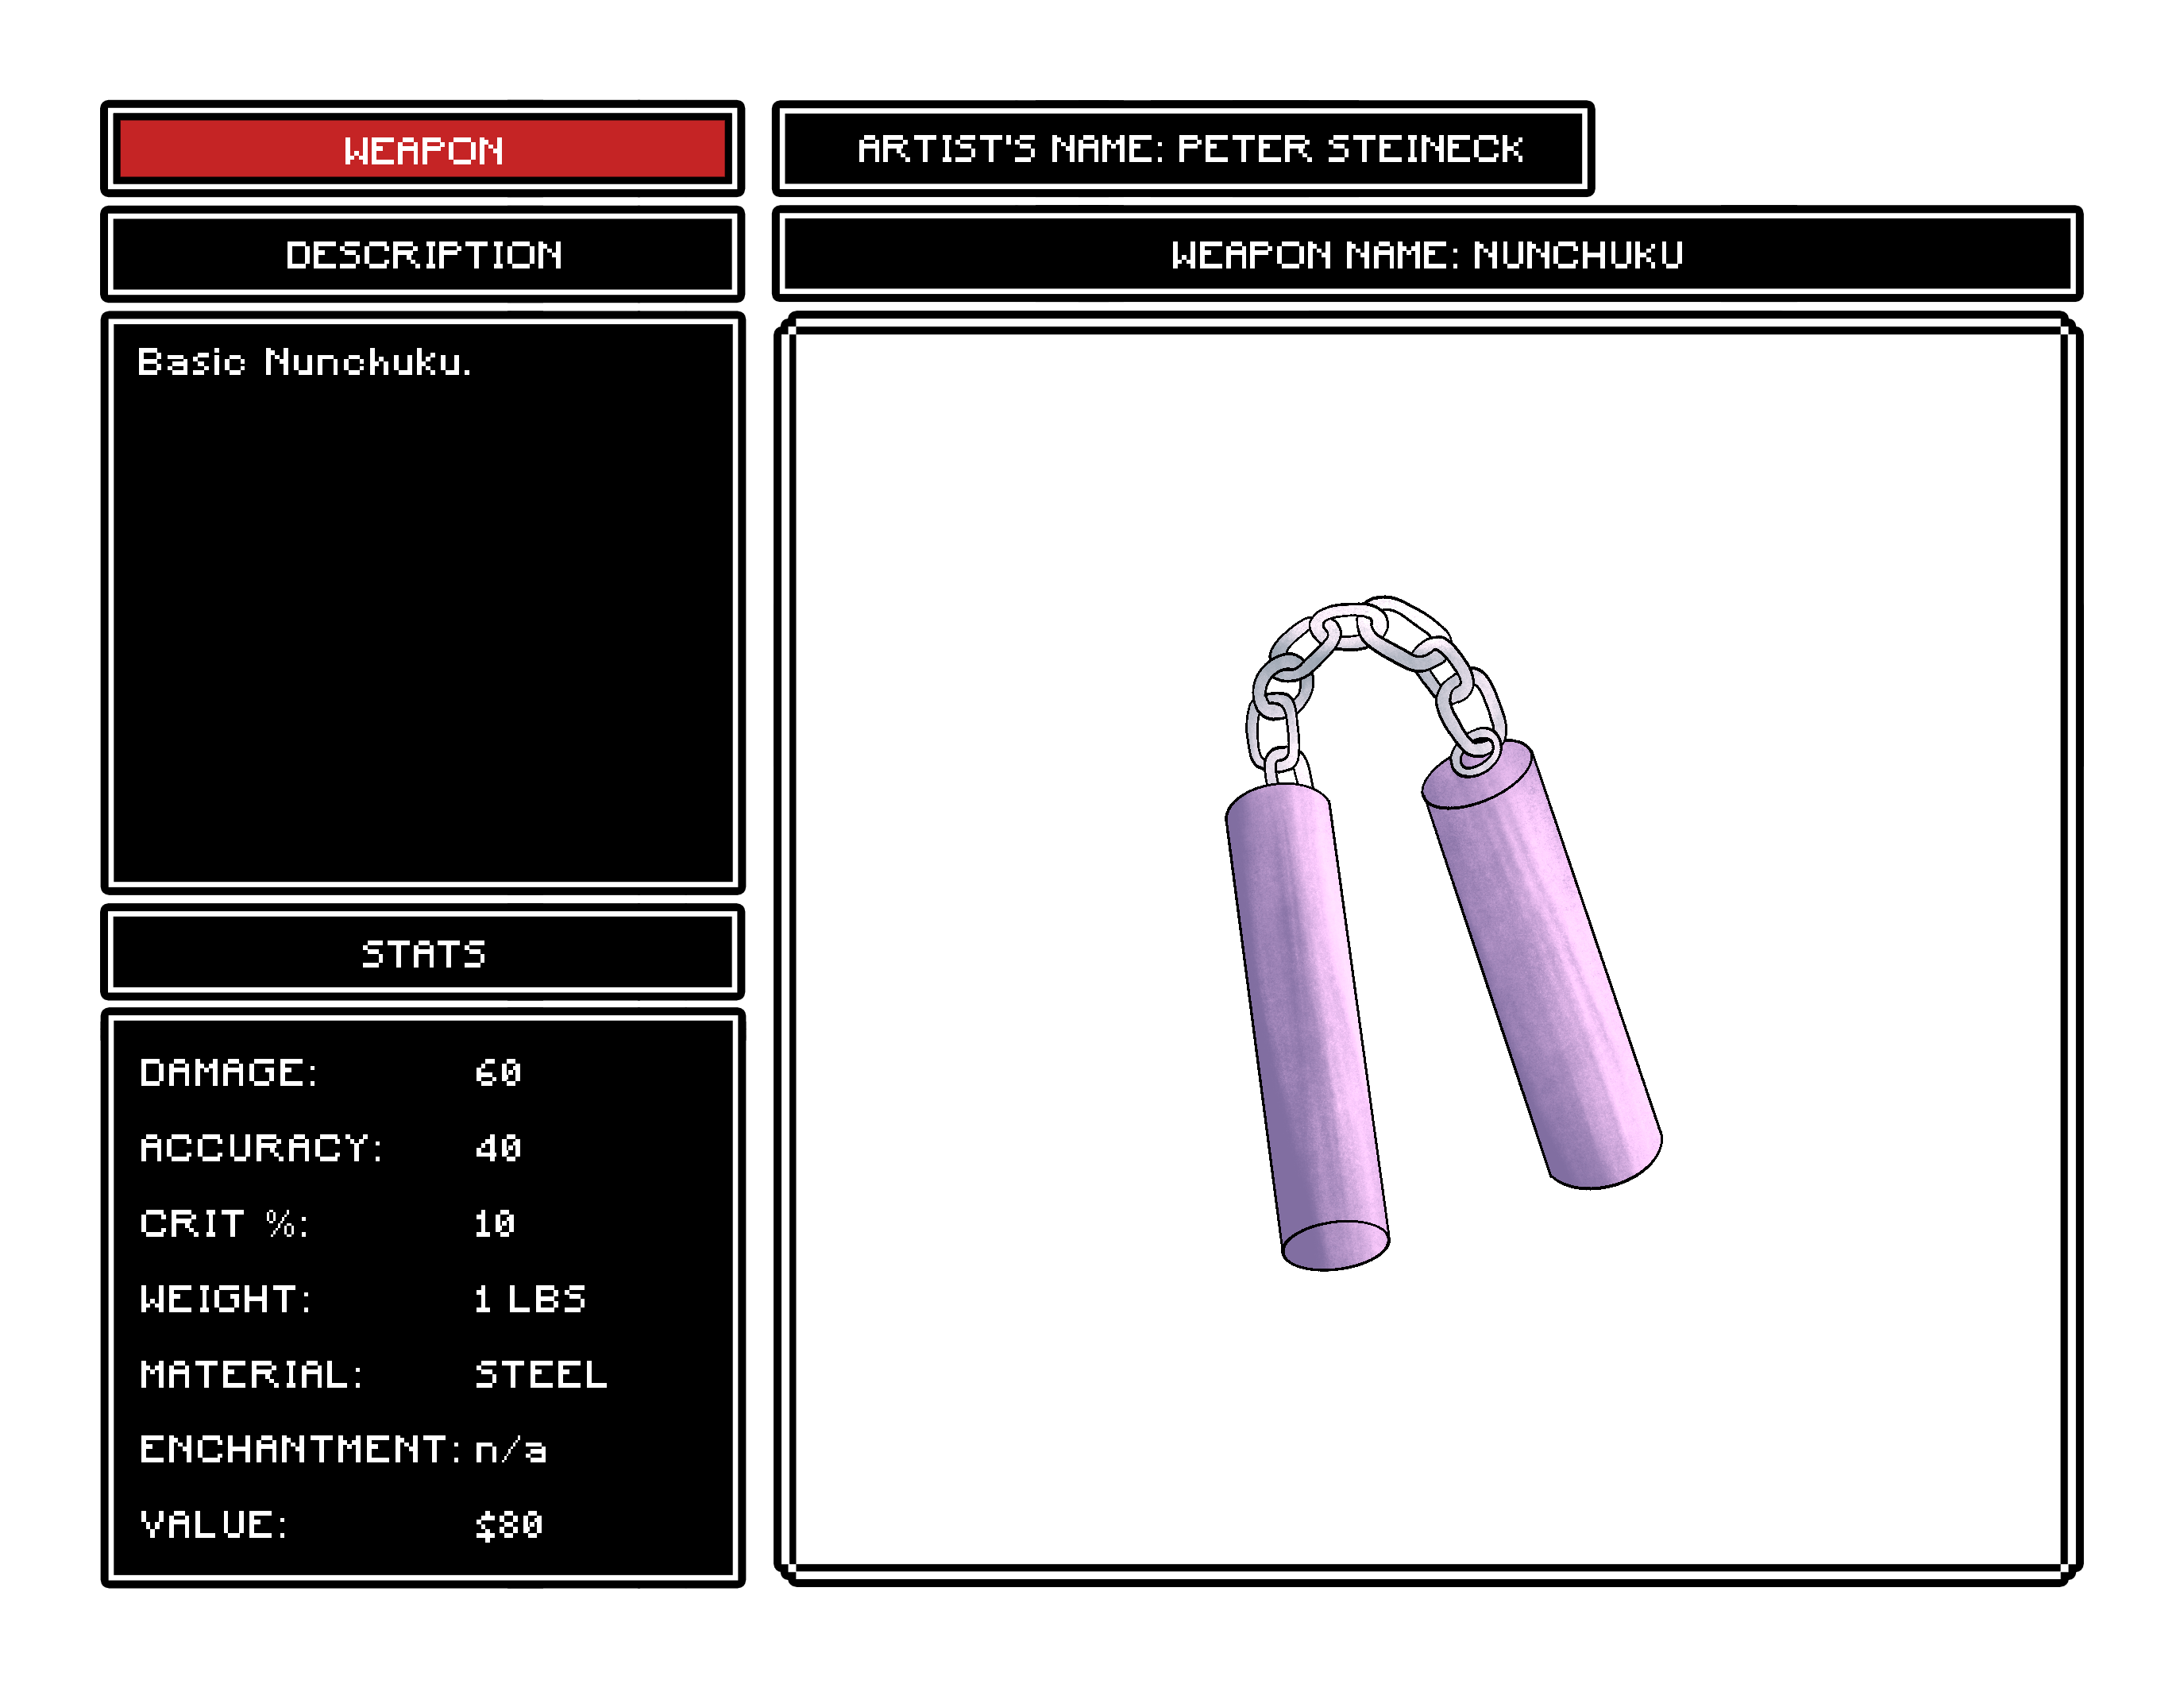 WEAPON
ARTIST'S NAME: PETER STEINECK
DESCRIPTION
WEAPON NAME: NUNCHUKU
Basic Nunchuku.
STATS
DAMAGE: 60
ACCURACY: 40
CRIT %: 10
WEIGHT: 1 LBS
MATERIAL: STEEL
ENCHANTMENT: n/a
VALUE: $80